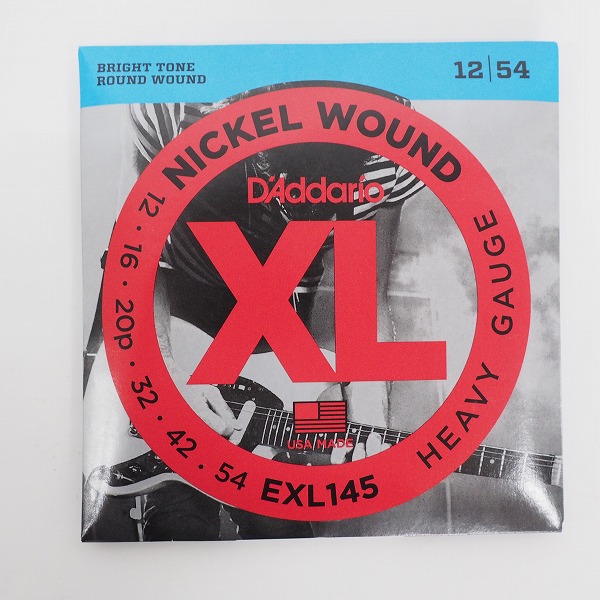 BRIGHT TONE
ROUND WOUND
12|54
NICKEL WOUND
D'Addario
XL
USA MADE
12 · 16 · 20p · 32 · 42 · 54
EXL145
HEAVY GAUGE